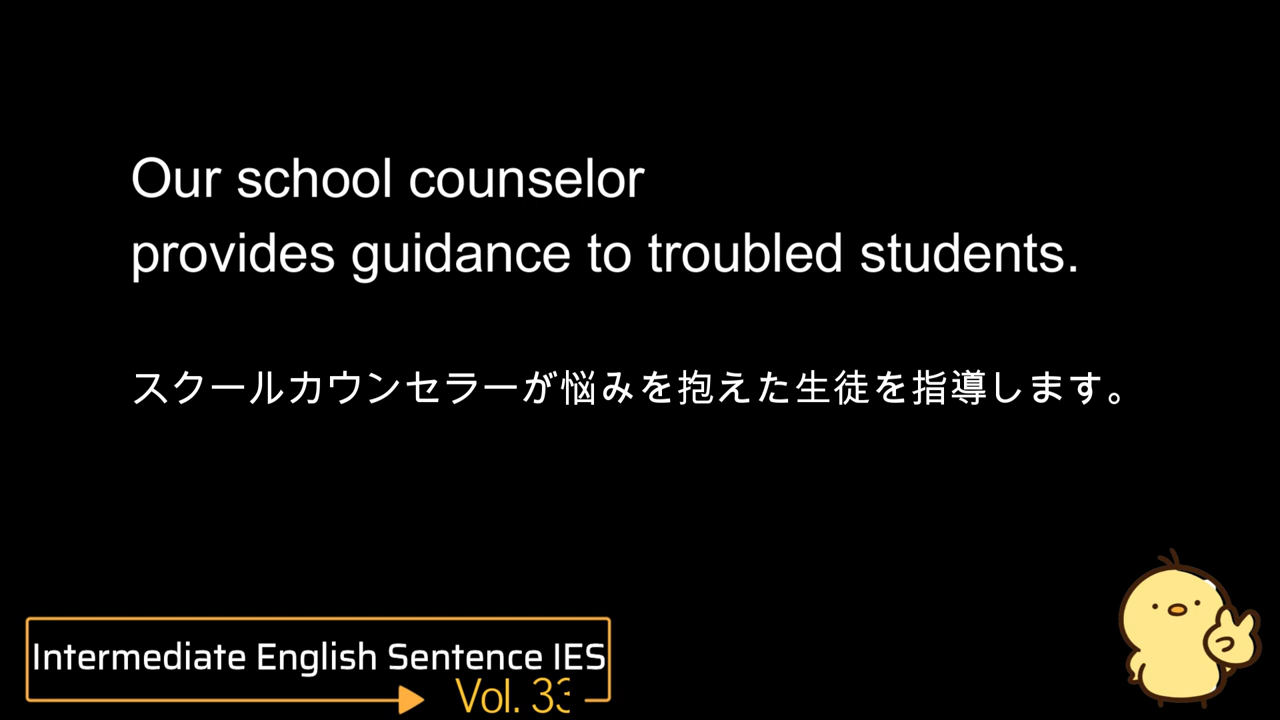 Our school counselor
provides guidance to troubled students.
スクールカウンセラーが悩みを抱えた生徒を指導します。
Intermediate English Sentence IES
Vol. 33